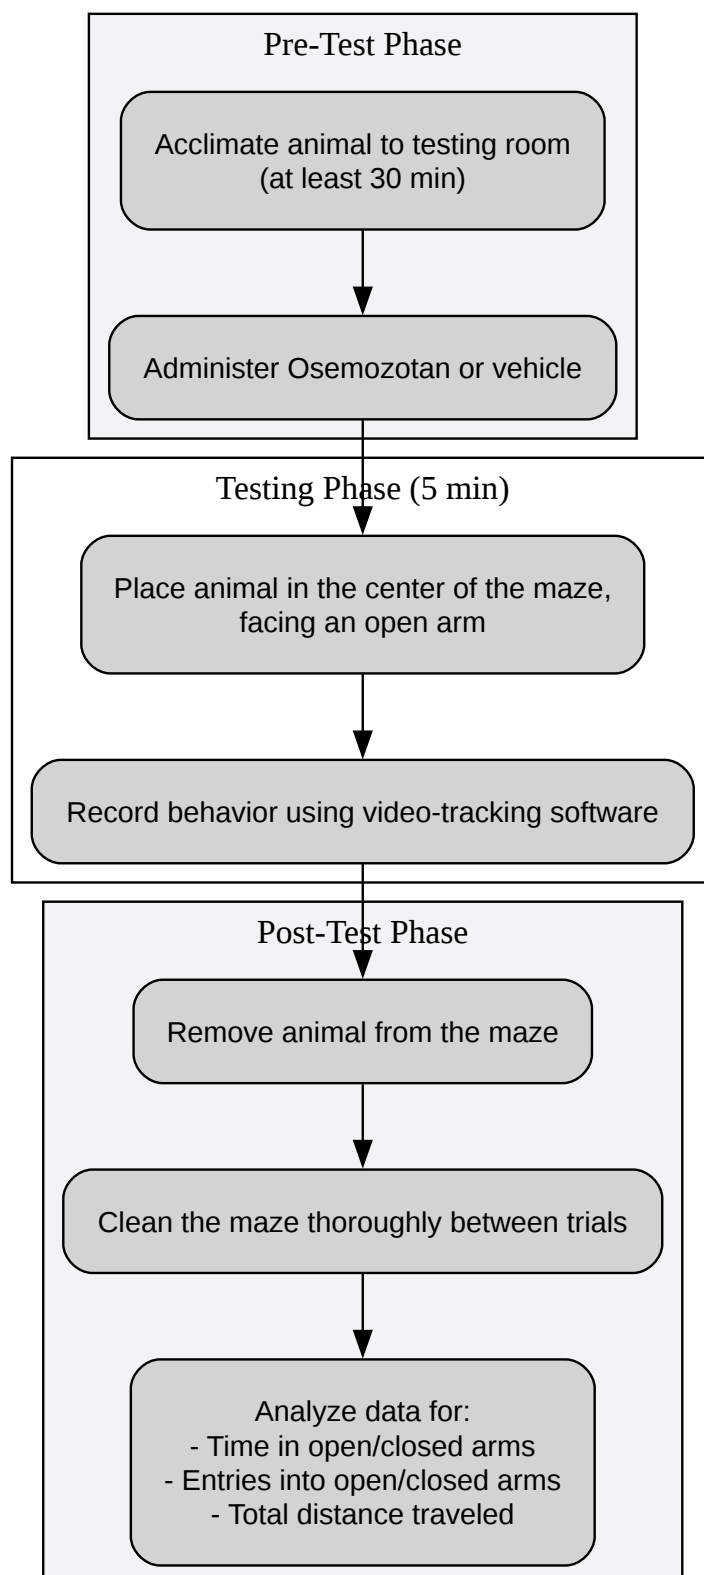 Pre-Test Phase
Acclimate animal to testing room
(at least 30 min)
Administer Osemozotan or vehicle
Testing Phase (5 min)
Place animal in the center of the maze,
facing an open arm
Record behavior using video-tracking software
Post-Test Phase
Remove animal from the maze
Clean the maze thoroughly between trials
Analyze data for:
- Time in open/closed arms
- Entries into open/closed arms
- Total distance traveled